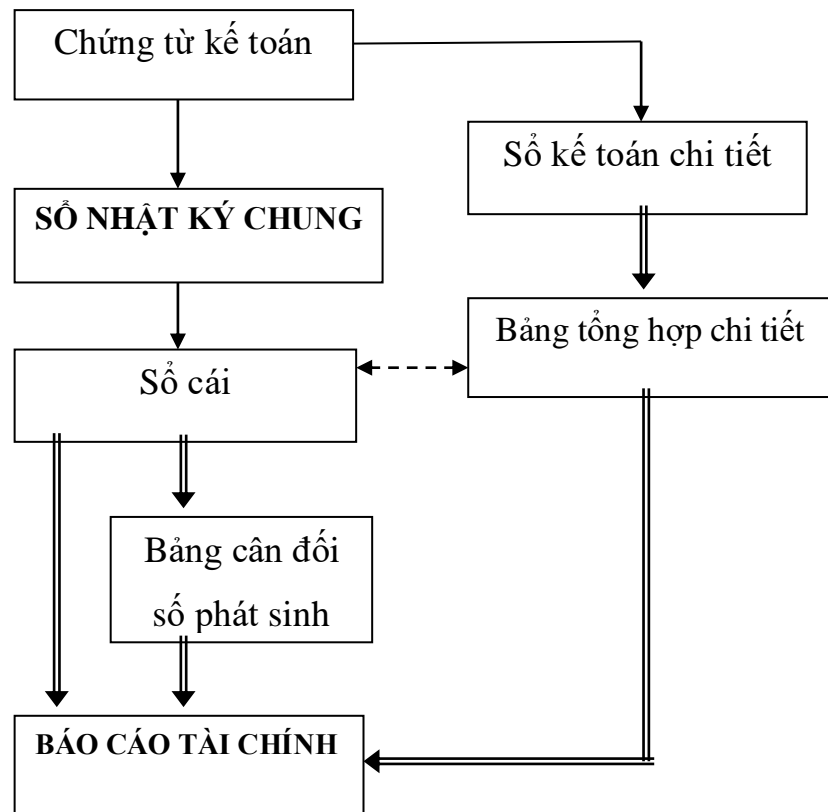 Chứng từ kế toán
Sổ kế toán chi tiết
SỔ NHẬT KÝ CHUNG
Bảng tổng hợp chi tiết
Sổ cái
Bảng cân đối
số phát sinh
BÁO CÁO TÀI CHÍNH